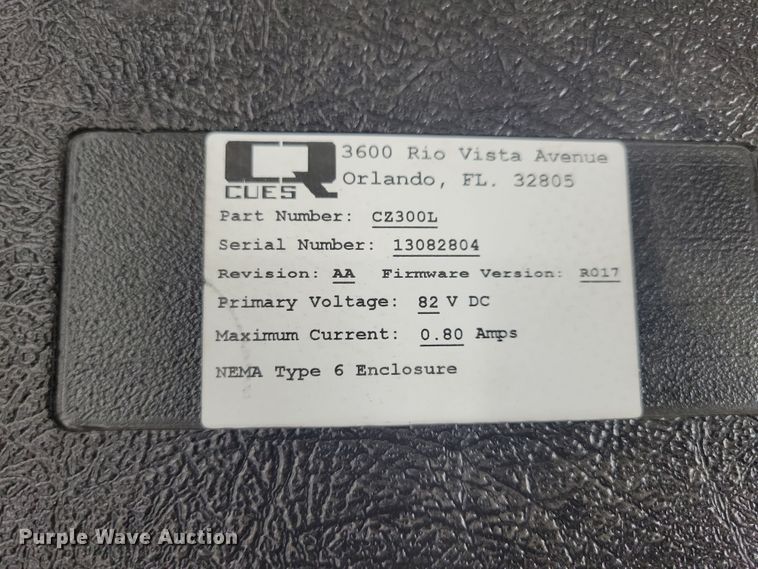 CUES
3600 Rio Vista Avenue
Orlando, FL. 32805
Part Number: CZ300L
Serial Number: 13082804
Revision: AA Firmware Version: R017
Primary Voltage: 82 V DC
Maximum Current: 0.80 Amps
NEMA Type 6 Enclosure
Purple Wave Auction